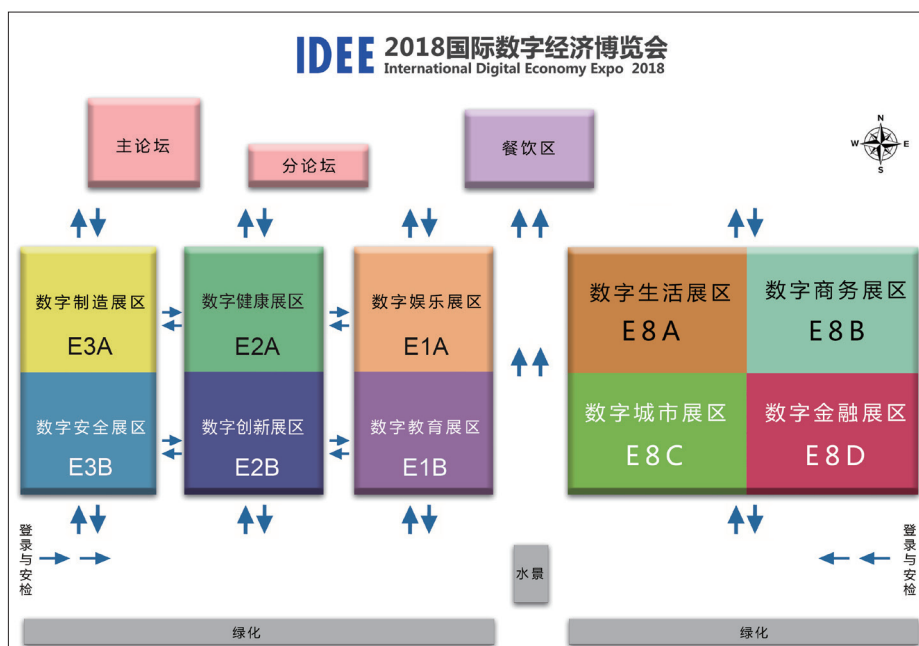 IDEE 2018国际数字经济博览会
International Digital Economy Expo 2018
主论坛
分论坛
餐饮区
N
W E
S
数字制造展区
E3A
数字健康展区
E2A
数字娱乐展区
E1A
数字生活展区
E8A
数字商务展区
E8B
数字安全展区
E3B
数字创新展区
E2B
数字教育展区
E1B
数字城市展区
E8C
数字金融展区
E8D
登录与安检
水景
登录与安检
绿化
绿化